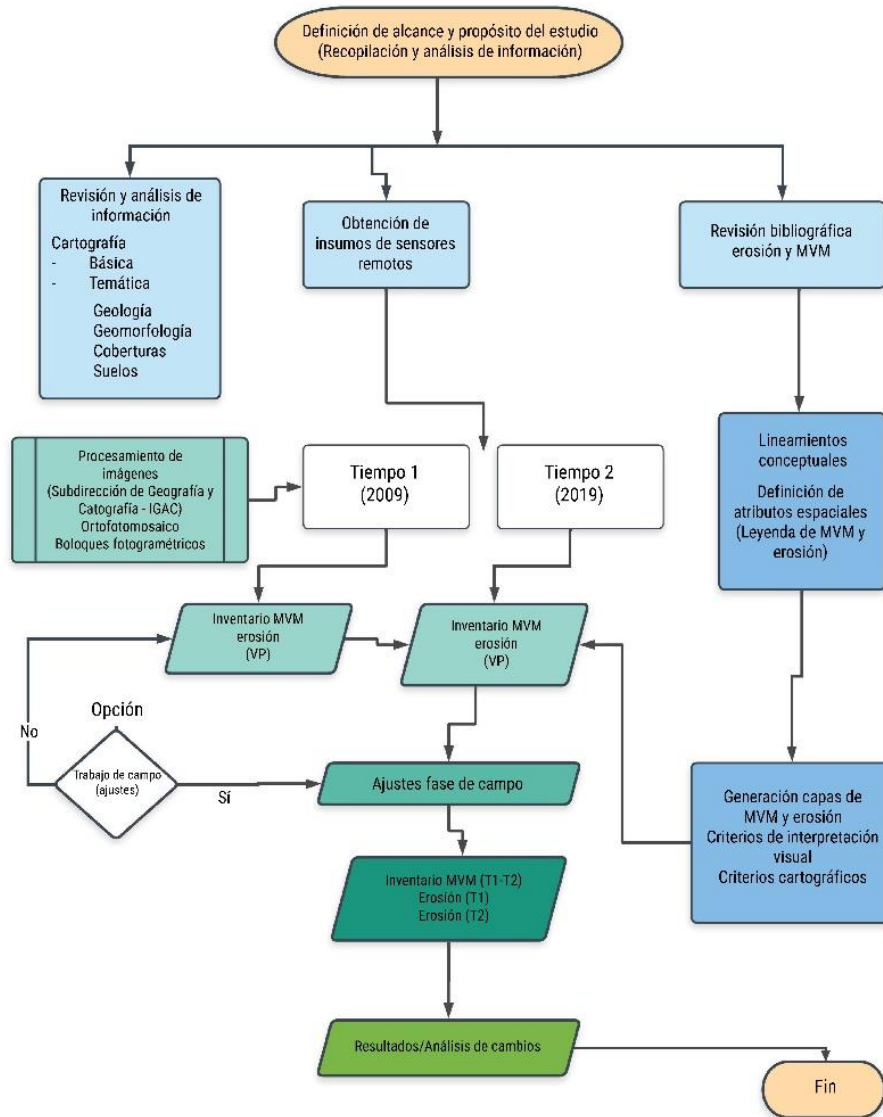 Definición de alcance y propósito del estudio
(Recopilación y análisis de información)
Revisión y análisis de
información
Cartografía
- Básica
- Temática
Geología
Geomorfología
Coberturas
Suelos
Obtención de
insumos de sensores
remotos
Revisión bibliográfica
erosión y MVM
Procesamiento de
imágenes
(Subdirección de Geografía y
Catografía - IGAC)
Ortofotomosaico
Boloques fotogramétricos
Tiempo 1
(2009)
Tiempo 2
(2019)
Lineamientos
conceptuales
Definición de
atributos espaciales
(Leyenda de MVM y
erosión)
Inventario MVM
erosión
(VP)
Inventario MVM
erosión
(VP)
Opción
No
Trabajo de campo
(ajustes)
Sí
Ajustes fase de campo
Generación capas de
MVM y erosión
Criterios de interpretación
visual
Criterios cartográficos
Inventario MVM (T1-T2)
Erosión (T1)
Erosión (T2)
Resultados/Análisis de cambios
Fin